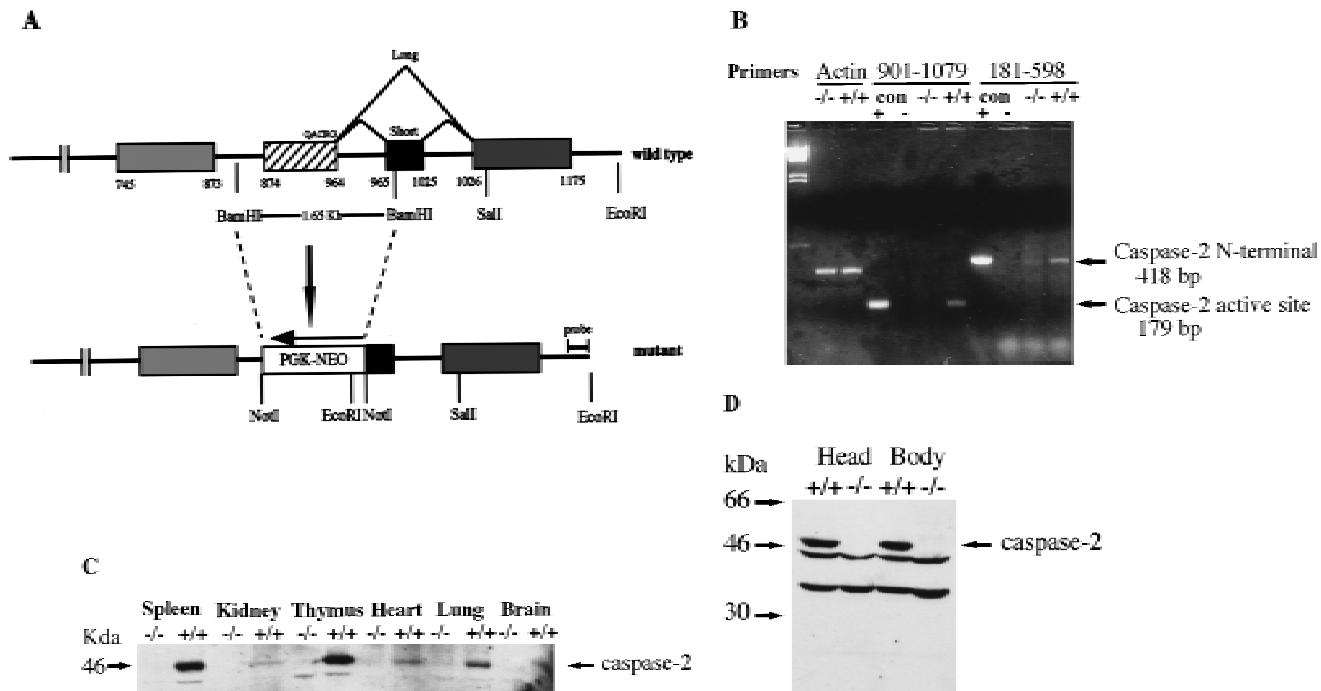 A
Long
Short
wild type
745 873 874 964 965 1025 1026 1175
BamHI 1.65 Kb BamHI SalI EcoRI
PGK-NEO
probe
mutant
NotI EcoRI NotI SalI EcoRI
B
Primers Actin 901-1079 181-598
-/- +/+ con -/- +/+ con -/- +/+
+ - + -
Caspase-2 N-terminal
418 bp
Caspase-2 active site
179 bp
C
Spleen Kidney Thymus Heart Lung Brain
Kda -/- +/+ -/- +/+ -/- +/+ -/- +/+ -/- +/+ -/- +/+
46 caspase-2
D
kDa Head Body
+/+ -/- +/+ -/-
66
46 caspase-2
30